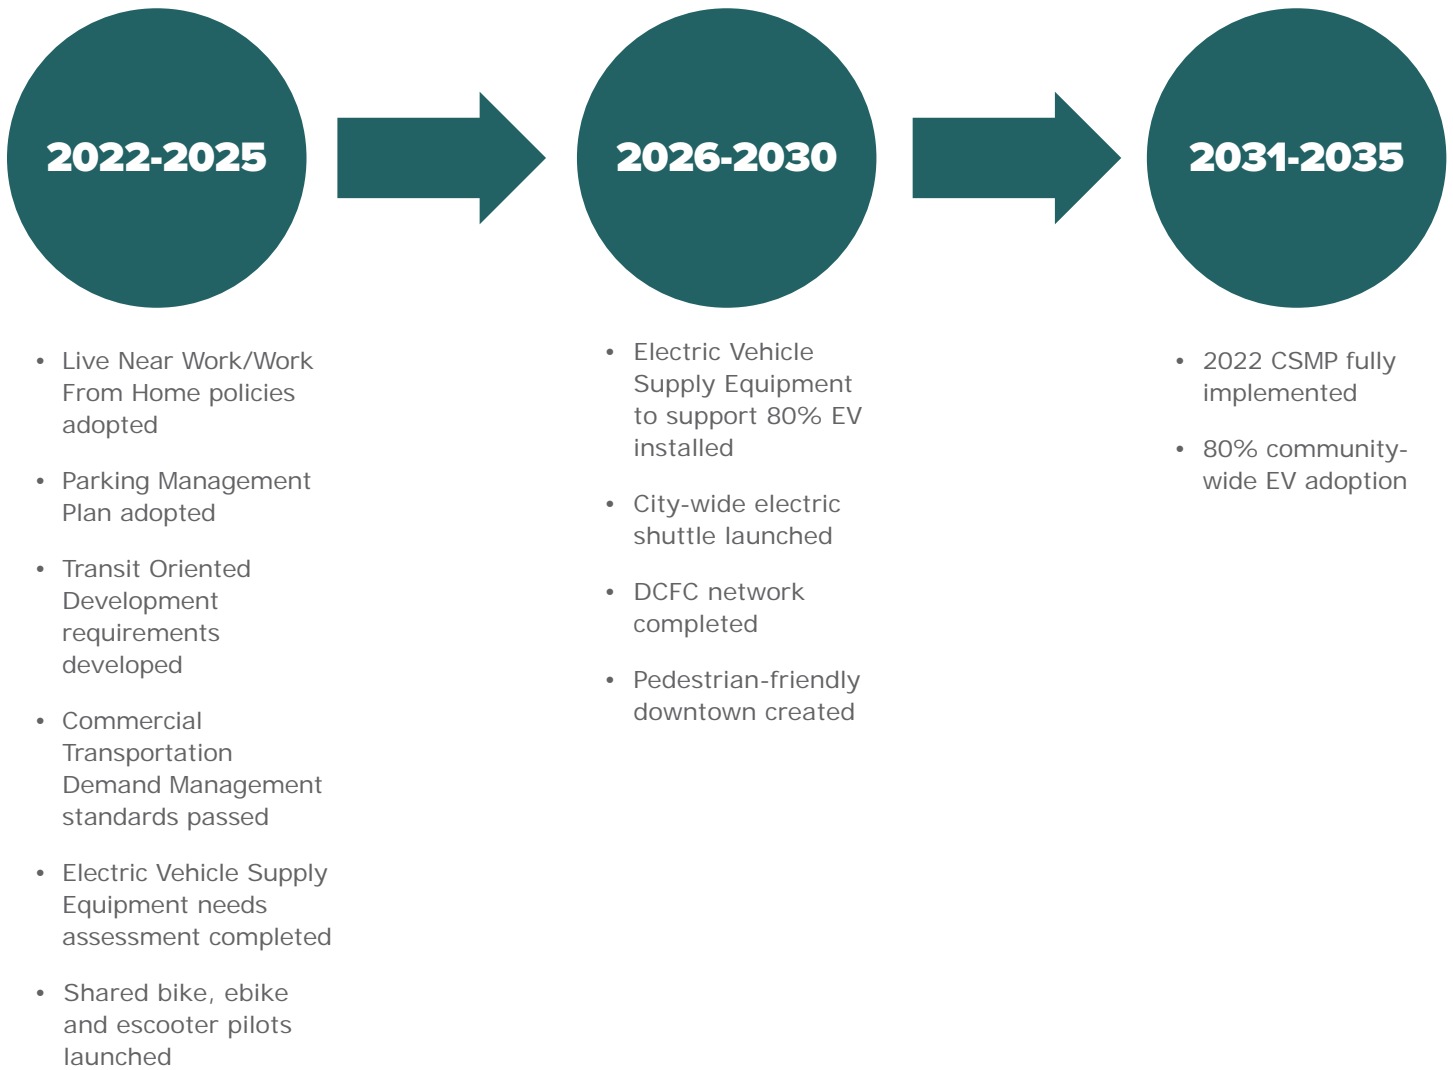 2022-2025
2026-2030
2031-2035
• Live Near Work/Work
From Home policies
adopted
• Parking Management
Plan adopted
• Transit Oriented
Development
requirements
developed
• Commercial
Transportation
Demand Management
standards passed
• Electric Vehicle Supply
Equipment needs
assessment completed
• Shared bike, ebike
and escooter pilots
launched
• Electric Vehicle
Supply Equipment
to support 80% EV
installed
• City-wide electric
shuttle launched
• DCFC network
completed
• Pedestrian-friendly
downtown created
• 2022 CSMP fully
implemented
• 80% community-
wide EV adoption